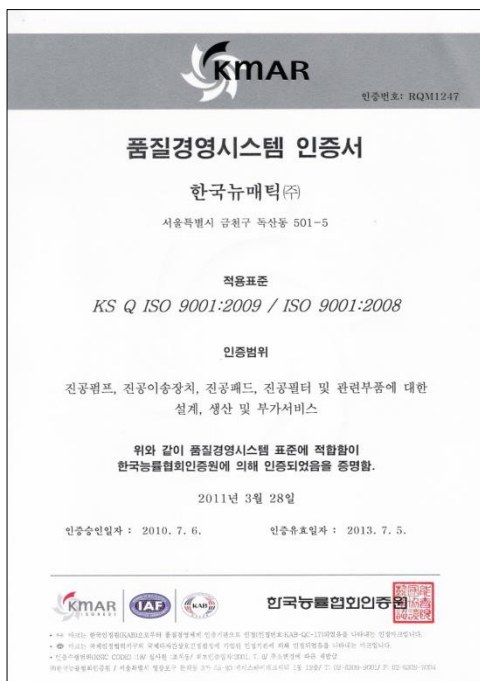 KMAR
인증번호: RQM1247
품질경영시스템 인증서
한국뉴매틱㈜
서울특별시 금천구 독산동 501-5
적용표준
KS Q ISO 9001:2009 / ISO 9001:2008
인증범위
진공펌프, 진공이송장치, 진공패드, 진공필터 및 관련부품에 대한
설계, 생산 및 부가서비스
위와 같이 품질경영시스템 표준에 적합함이
한국능률협회인증원에 의해 인증되었음을 증명함.
2011년 3월 28일
인증승인일자 : 2010. 7. 6. 인증유효일자 : 2013. 7. 5.
KMAR IAF KAB 한국능률협회인증원